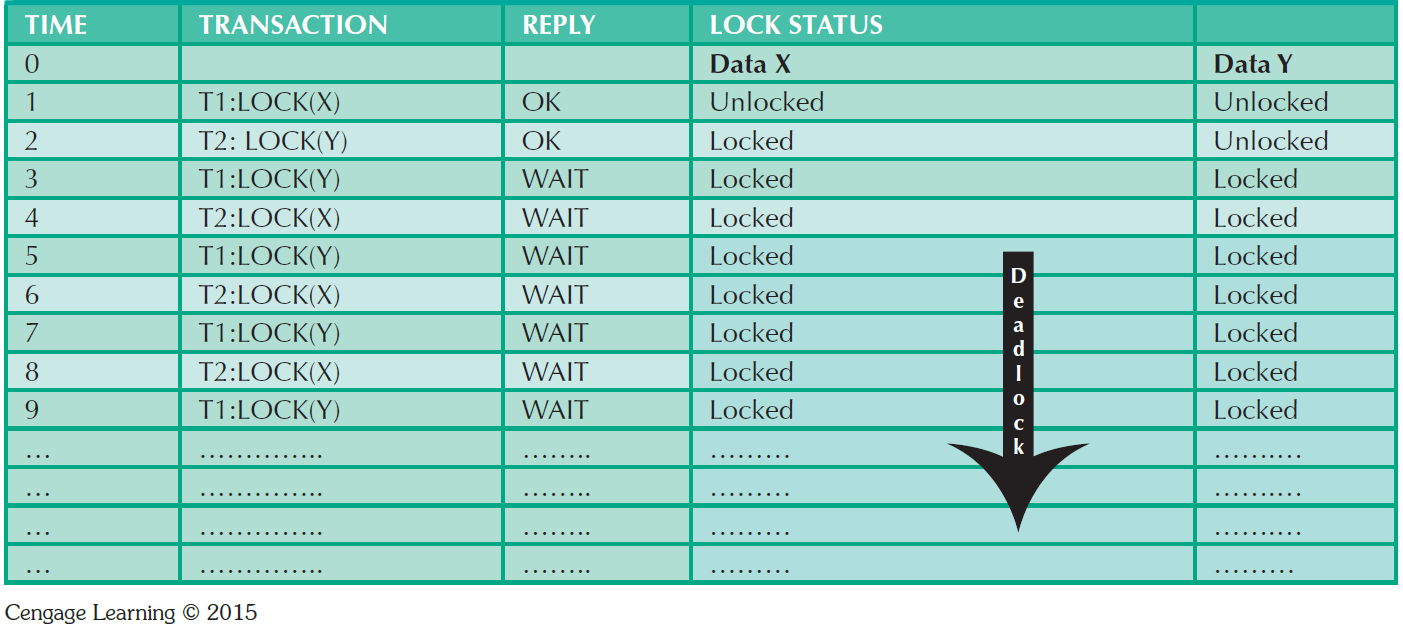 TIME TRANSACTION REPLY LOCK STATUS
0 Data X Data Y
1 T1:LOCK(X) OK Unlocked Unlocked
2 T2: LOCK(Y) OK Locked Unlocked
3 T1:LOCK(Y) WAIT Locked Locked
4 T2:LOCK(X) WAIT Locked Locked
5 T1:LOCK(Y) WAIT Locked Locked
6 T2:LOCK(X) WAIT Locked Locked
7 T1:LOCK(Y) WAIT Locked Locked
8 T2:LOCK(X) WAIT Locked Locked
9 T1:LOCK(Y) WAIT Locked Locked
... .............. ........ ......... ..........
... .............. ........ ......... ..........
... .............. ........ ......... ..........
... .............. ........ ......... .........
Deadlock
Cengage Learning © 2015